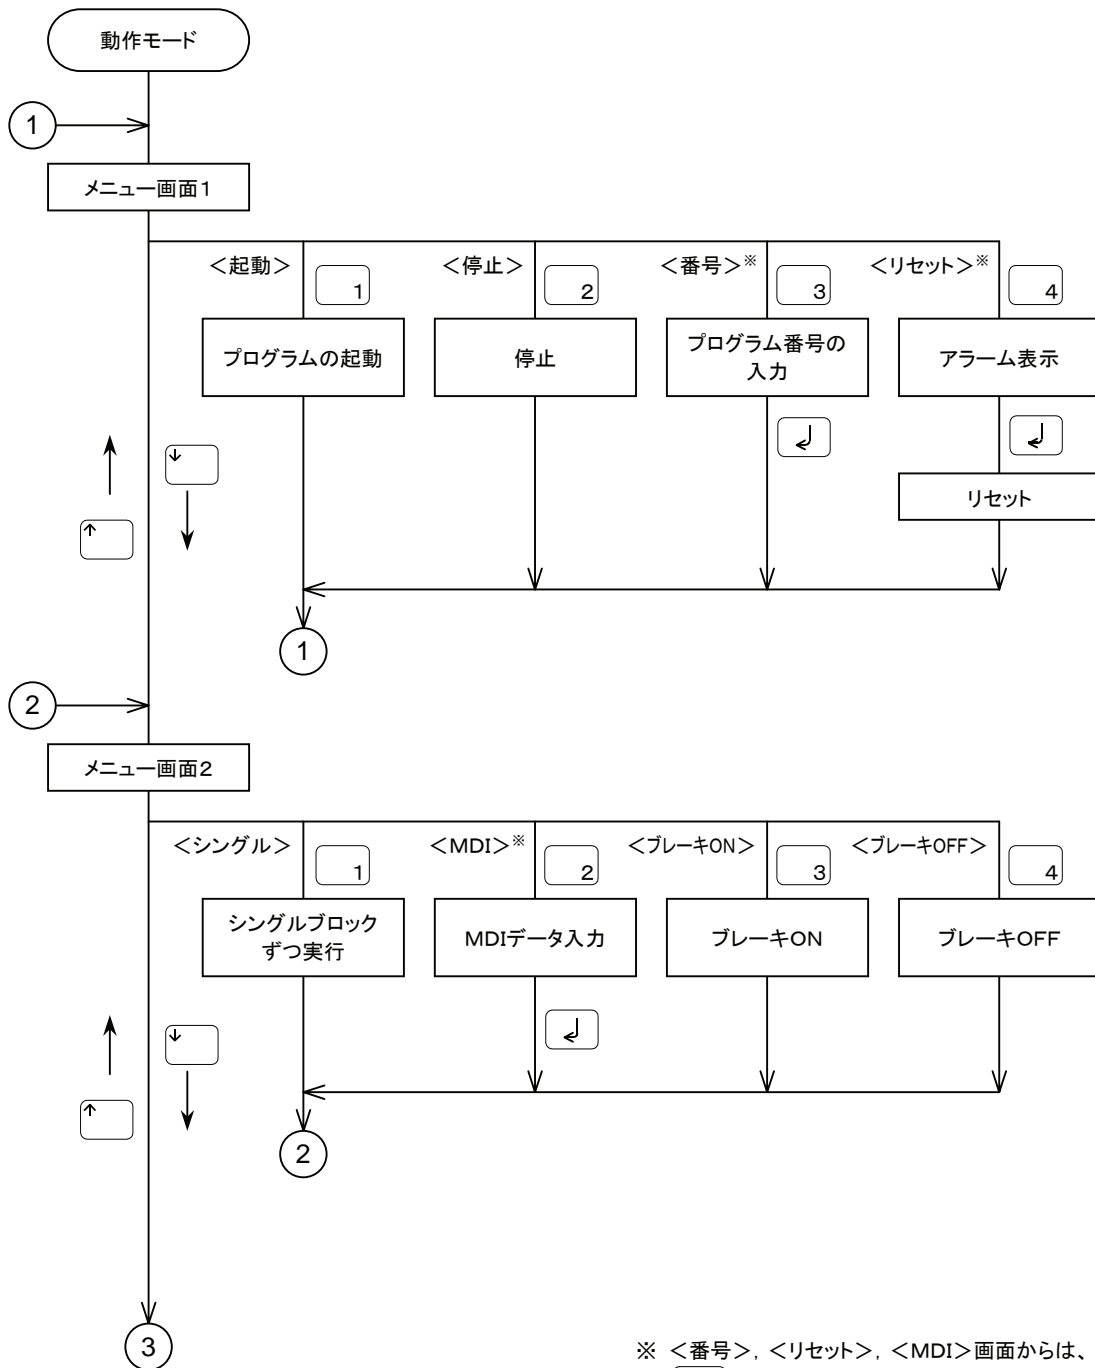 動作モード
1
メニュー画面1
<起動>
1
<停止>
2
<番号>※
3
<リセット>※
4
プログラムの起動
停止
プログラム番号の
入力
アラーム表示
リセット
1
2
メニュー画面2
<シングル>
1
<MDI>※
2
<ブレーキON>
3
<ブレーキOFF>
4
シングルブロック
ずつ実行
MDIデータ入力
ブレーキON
ブレーキOFF
2
3
※ <番号>, <リセット>, <MDI>画面からは、